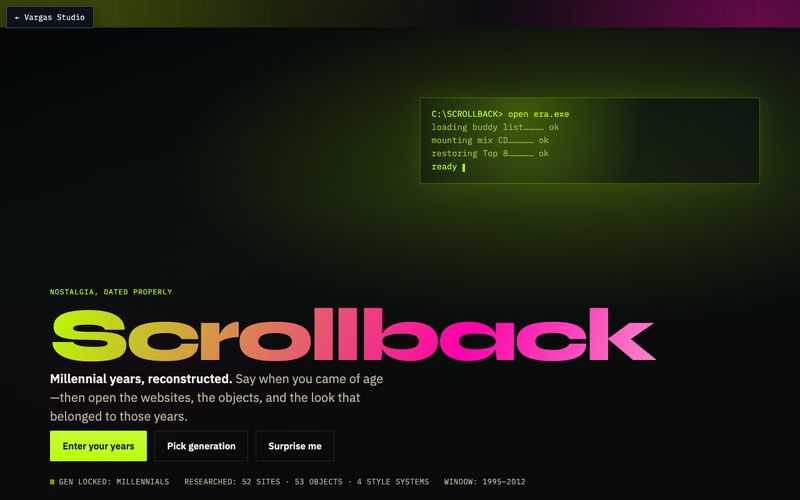 ← Vargas Studio
C:\SCROLLBACK> open era.exe
loading buddy list………… ok
mounting mix CD………… ok
restoring Top 8………… ok
ready
NOSTALGIA, DATED PROPERLY
Scrollback
Millennial years, reconstructed. Say when you came of age
—then open the websites, the objects, and the look that
belonged to those years.
Enter your years Pick generation Surprise me
GEN LOCKED: MILLENNIALS RESEARCHED: 52 SITES · 53 OBJECTS · 4 STYLE SYSTEMS WINDOW: 1995–2012